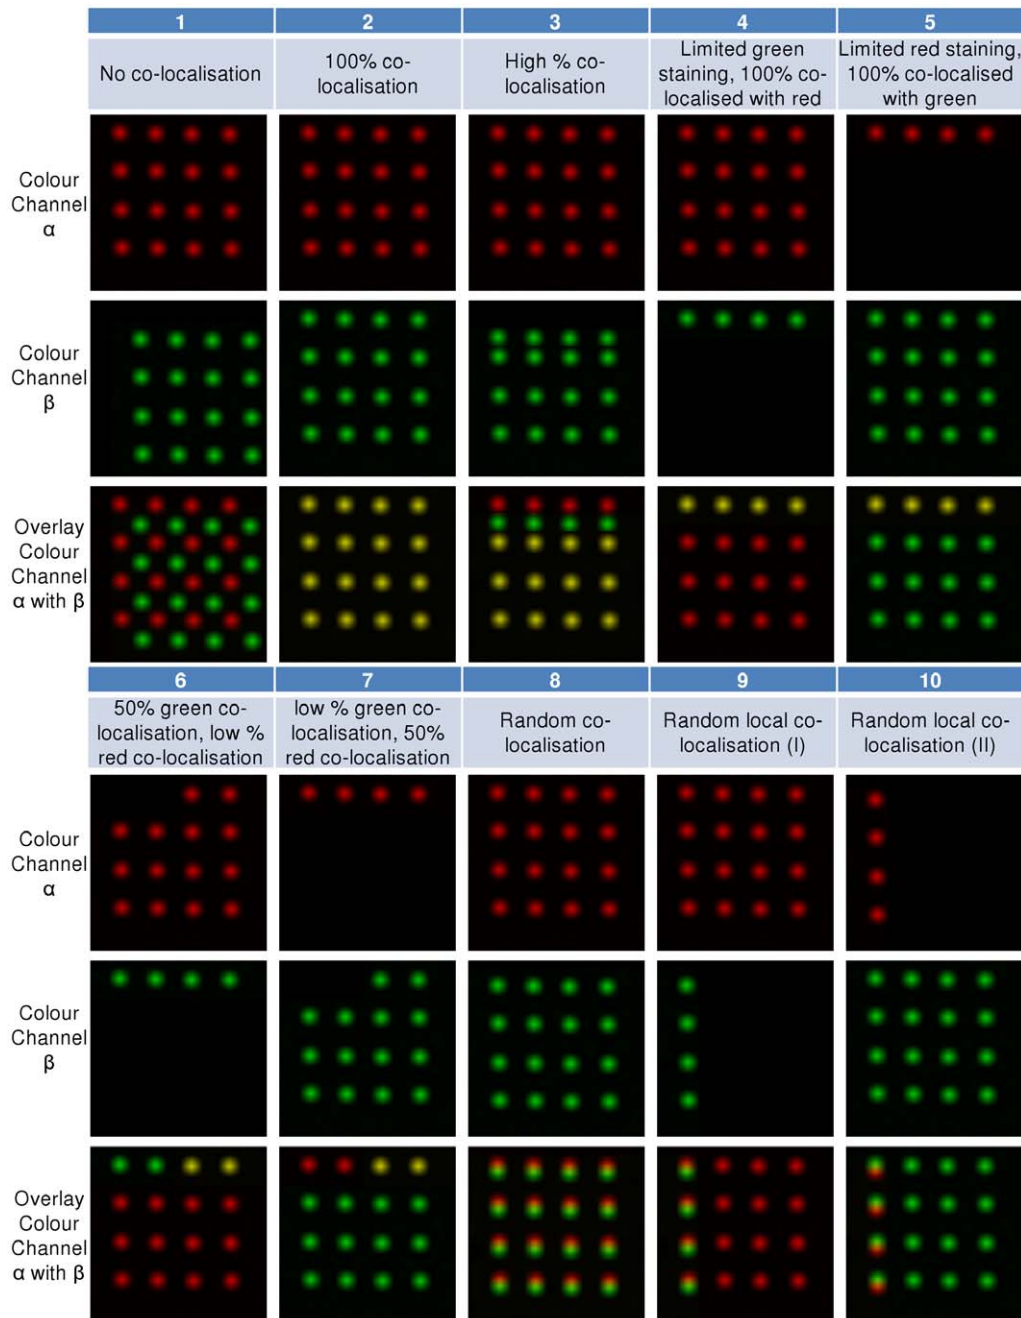 1
2
3
4
5
No co-localisation
100% co-
localisation
High % co-
localisation
Limited green
staining, 100% co-
localised with red
Limited red staining,
100% co-localised
with green
Colour
Channel
α
Colour
Channel
β
Overlay
Colour
Channel
α with β
6
7
8
9
10
50% green co-
localisation, low %
red co-localisation
low % green co-
localisation, 50%
red co-localisation
Random co-
localisation
Random local co-
localisation (I)
Random local co-
localisation (II)
Colour
Channel
α
Colour
Channel
β
Overlay
Colour
Channel
α with β